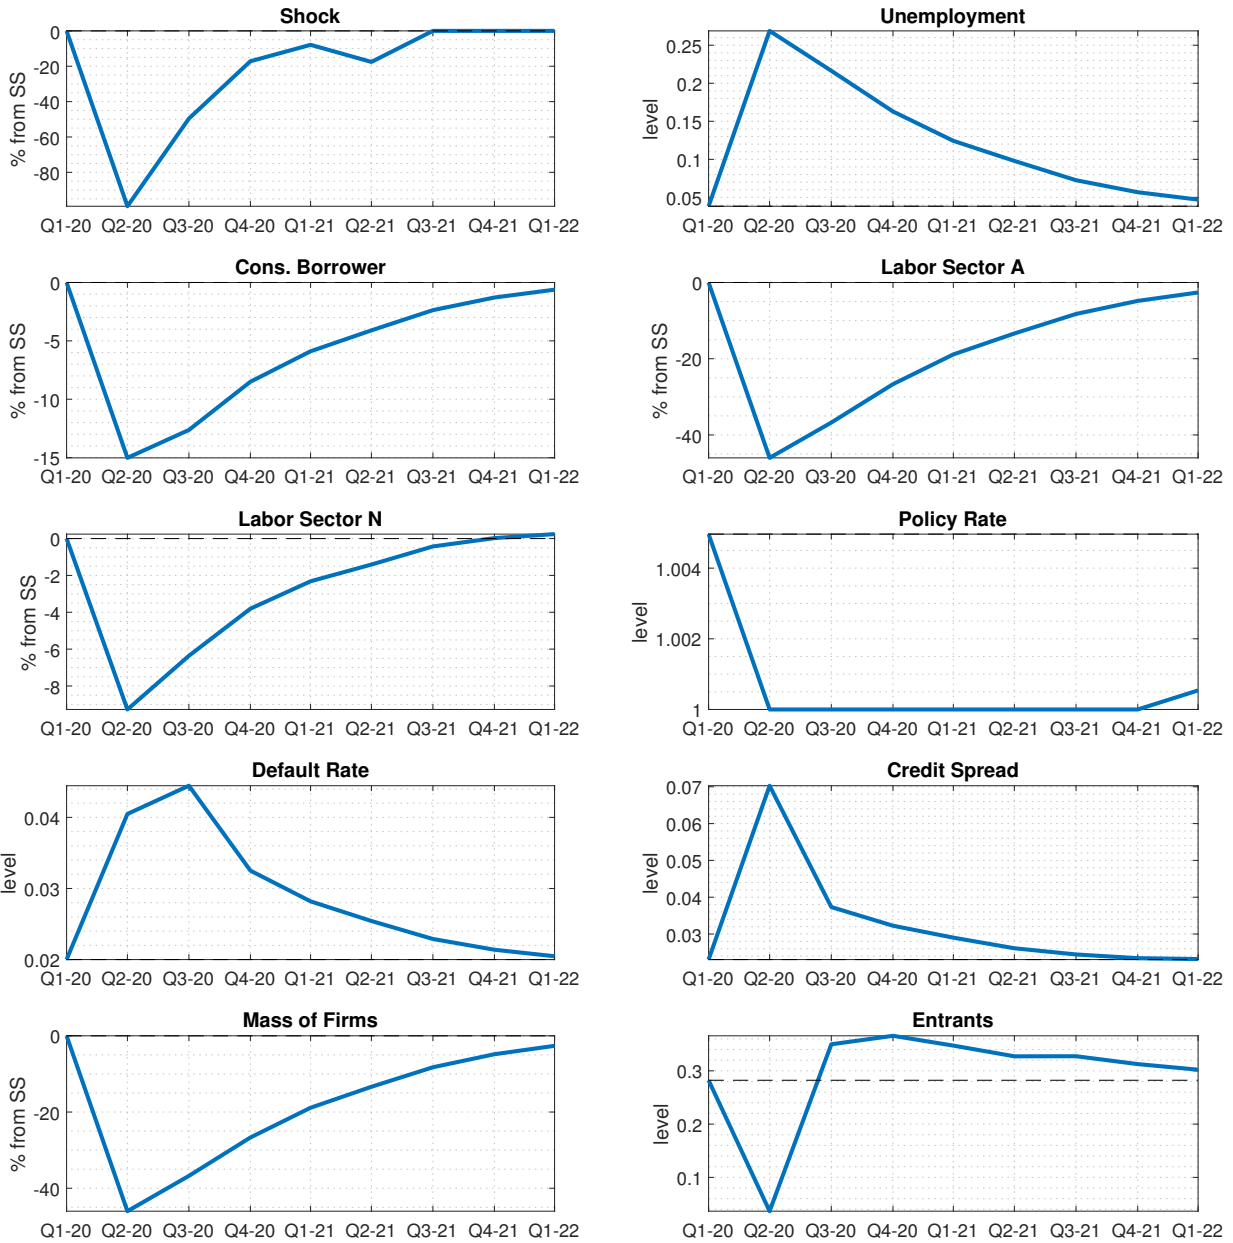 Shock
% from SS
0
-20
-40
-60
-80
Q1-20 Q2-20 Q3-20 Q4-20 Q1-21 Q2-21 Q3-21 Q4-21 Q1-22
Unemployment
level
0.25
0.2
0.15
0.1
0.05
Q1-20 Q2-20 Q3-20 Q4-20 Q1-21 Q2-21 Q3-21 Q4-21 Q1-22
Cons. Borrower
% from SS
0
-5
-10
-15
Q1-20 Q2-20 Q3-20 Q4-20 Q1-21 Q2-21 Q3-21 Q4-21 Q1-22
Labor Sector A
% from SS
0
-20
-40
Q1-20 Q2-20 Q3-20 Q4-20 Q1-21 Q2-21 Q3-21 Q4-21 Q1-22
Labor Sector N
% from SS
0
-2
-4
-6
-8
Q1-20 Q2-20 Q3-20 Q4-20 Q1-21 Q2-21 Q3-21 Q4-21 Q1-22
Policy Rate
level
1.004
1.002
1
Q1-20 Q2-20 Q3-20 Q4-20 Q1-21 Q2-21 Q3-21 Q4-21 Q1-22
Default Rate
level
0.04
0.03
0.02
Q1-20 Q2-20 Q3-20 Q4-20 Q1-21 Q2-21 Q3-21 Q4-21 Q1-22
Credit Spread
level
0.07
0.06
0.05
0.04
0.03
Q1-20 Q2-20 Q3-20 Q4-20 Q1-21 Q2-21 Q3-21 Q4-21 Q1-22
Mass of Firms
% from SS
0
-20
-40
Q1-20 Q2-20 Q3-20 Q4-20 Q1-21 Q2-21 Q3-21 Q4-21 Q1-22
Entrants
level
0.3
0.2
0.1
Q1-20 Q2-20 Q3-20 Q4-20 Q1-21 Q2-21 Q3-21 Q4-21 Q1-22